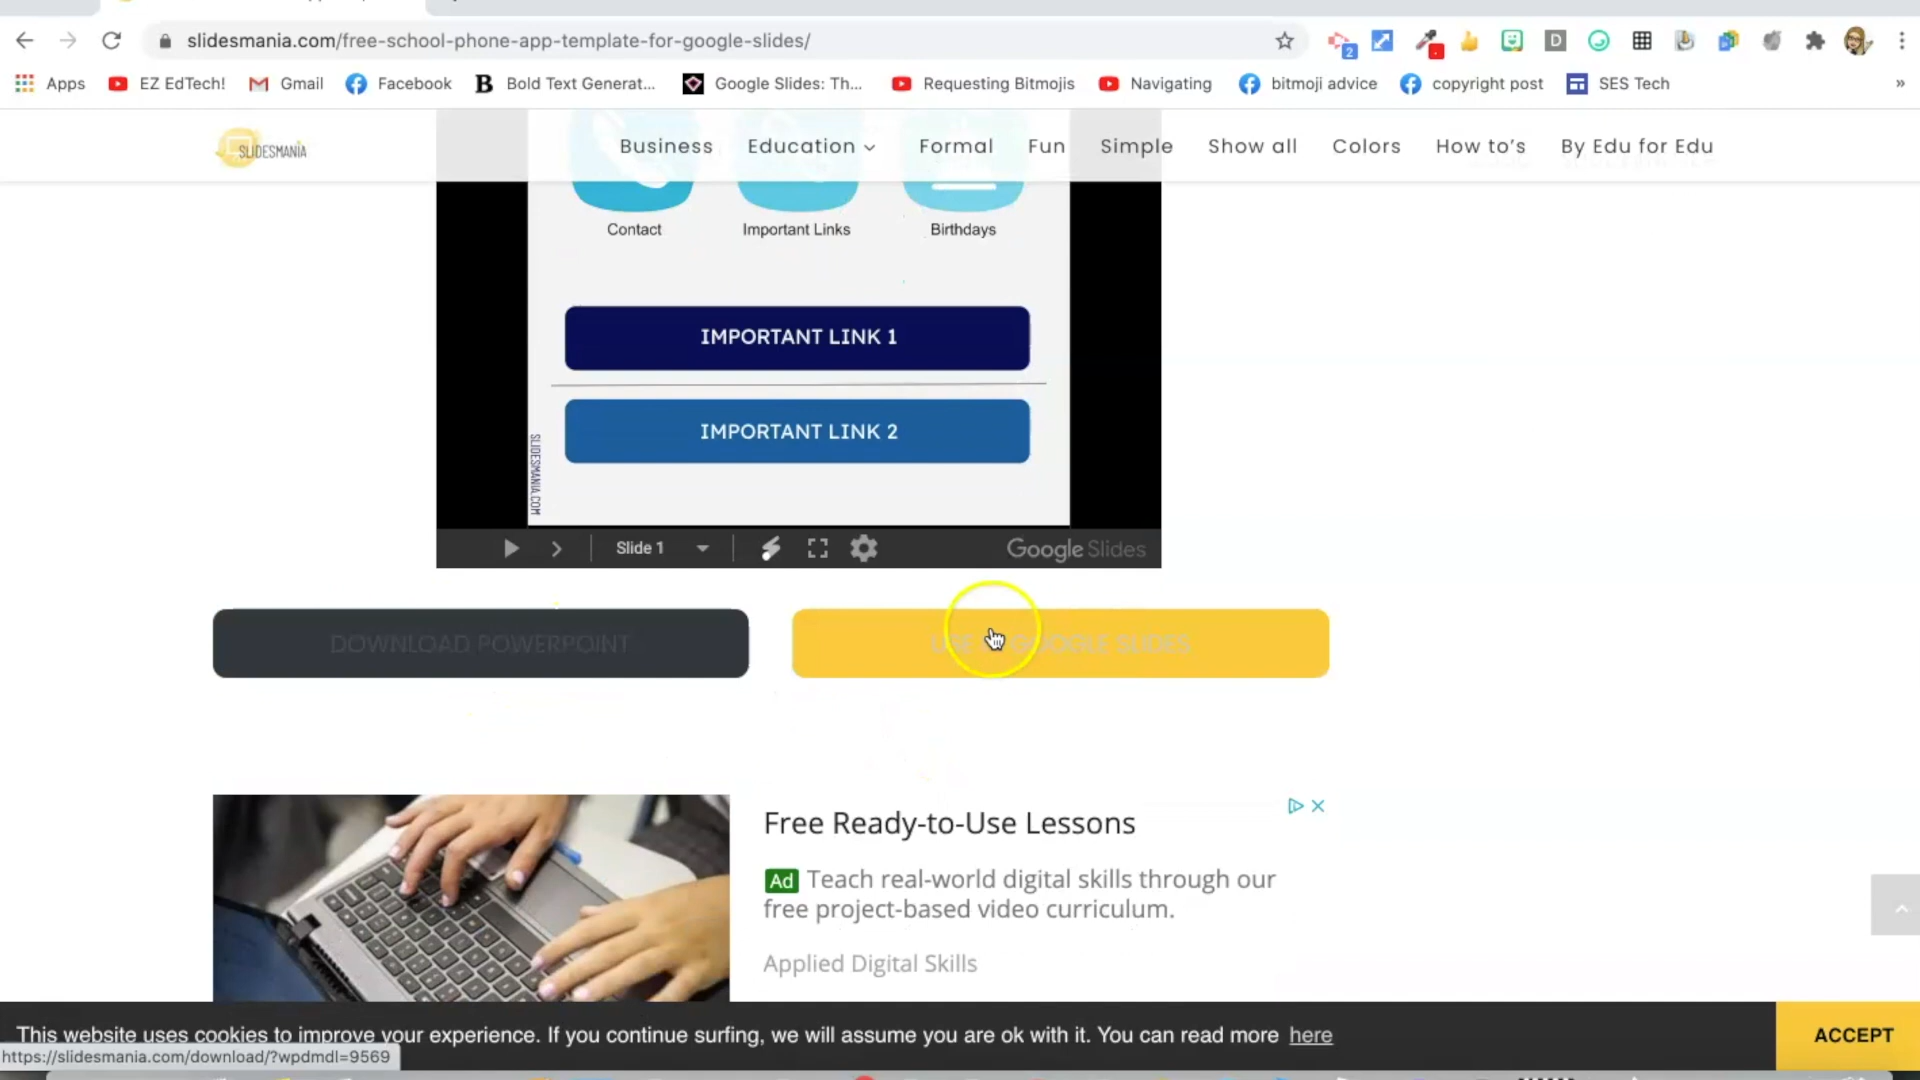 slidesmania.com/free-school-phone-app-template-for-google-slides/
2
D
Apps
EZ EdTech!
Gmail
Facebook
Bold Text Generat...
Google Slides: Th...
Requesting Bitmojis
Navigating
bitmoji advice
copyright post
SES Tech
»
SLIDESMANIA
Business
Education
Formal
Fun
Simple
Show all
Colors
How to's
By Edu for Edu
Contact
Important Links
Birthdays
IMPORTANT LINK 1
IMPORTANT LINK 2
SLIDESMANIA.COM
Slide 1
Google Slides
DOWNLOAD POWERPOINT
USE GOOGLE SLIDES
Free Ready-to-Use Lessons
Ad Teach real-world digital skills through our
free project-based video curriculum.
Applied Digital Skills
This website uses cookies to improve your experience. If you continue surfing, we will assume you are ok with it. You can read more here
ACCEPT
https://slidesmania.com/download/?wpdmdl=9569